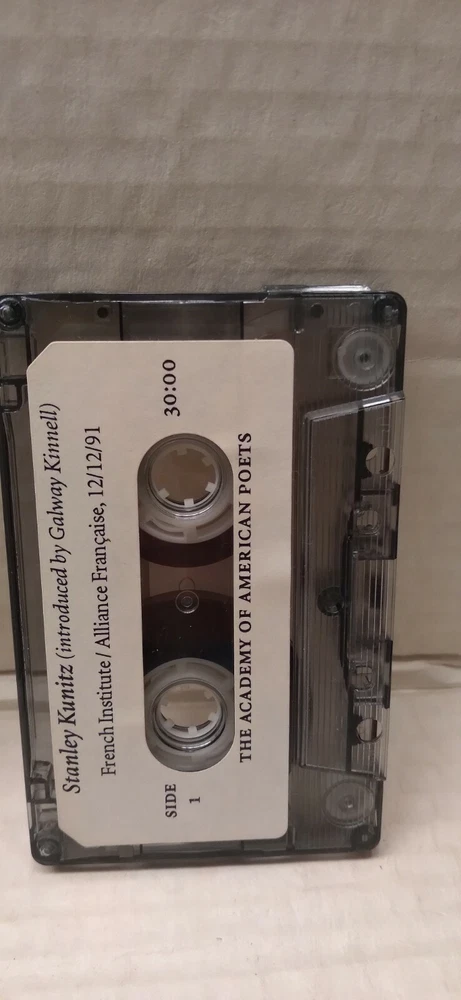 Stanley Kunitz (introduced by Galway Kinnell)
French Institute / Alliance Française, 12/12/91
SIDE
1
30:00
THE ACADEMY OF AMERICAN POETS